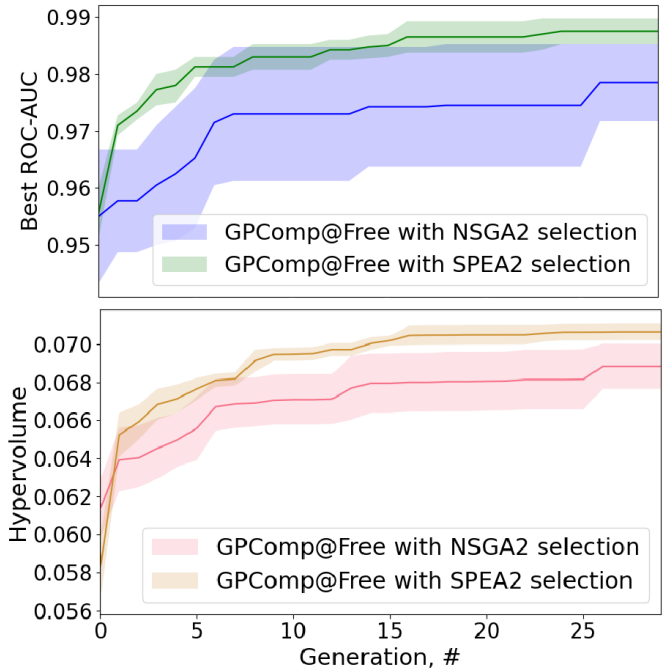 0.99
0.98
0.97
0.96
0.95
Best ROC-AUC
GPComp@Free with NSGA2 selection
GPComp@Free with SPEA2 selection
0.070
0.068
0.066
0.064
0.062
0.060
0.058
0.056
Hypervolume
GPComp@Free with NSGA2 selection
GPComp@Free with SPEA2 selection
0 5 10 15 20 25
Generation, #